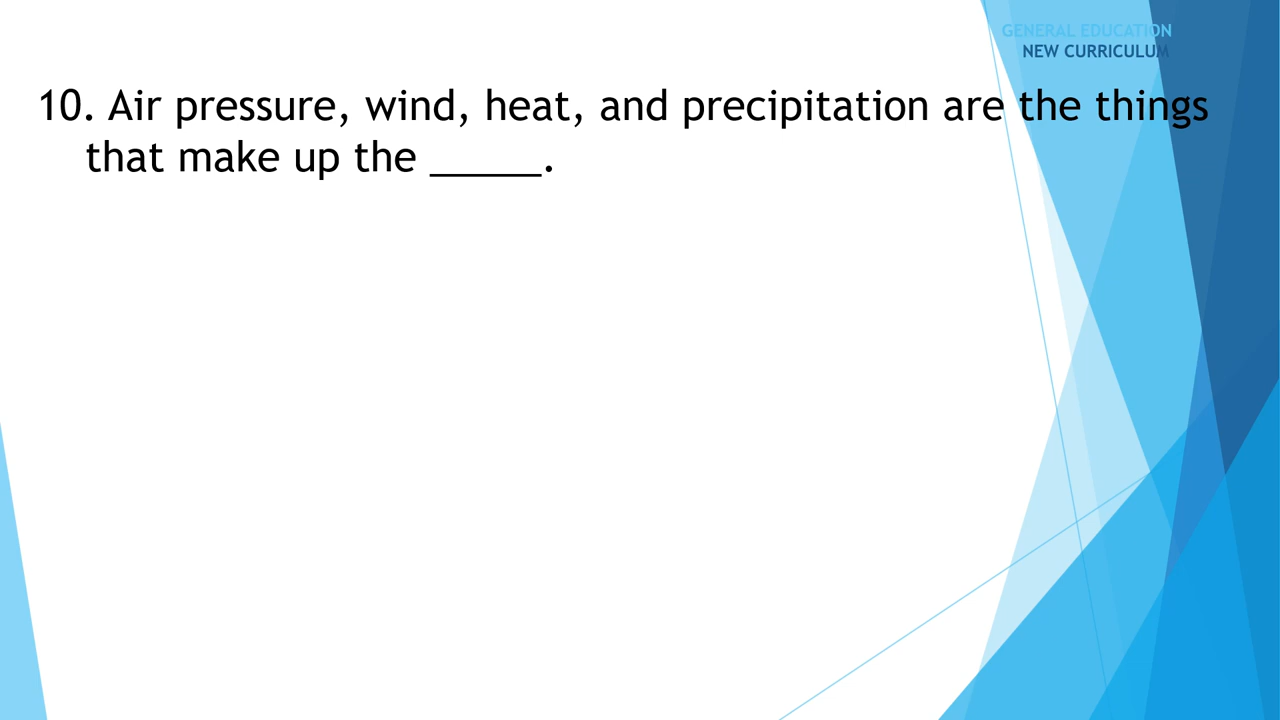 GENERAL EDUCATION
NEW CURRICULUM
10. Air pressure, wind, heat, and precipitation are the things
that make up the _____.